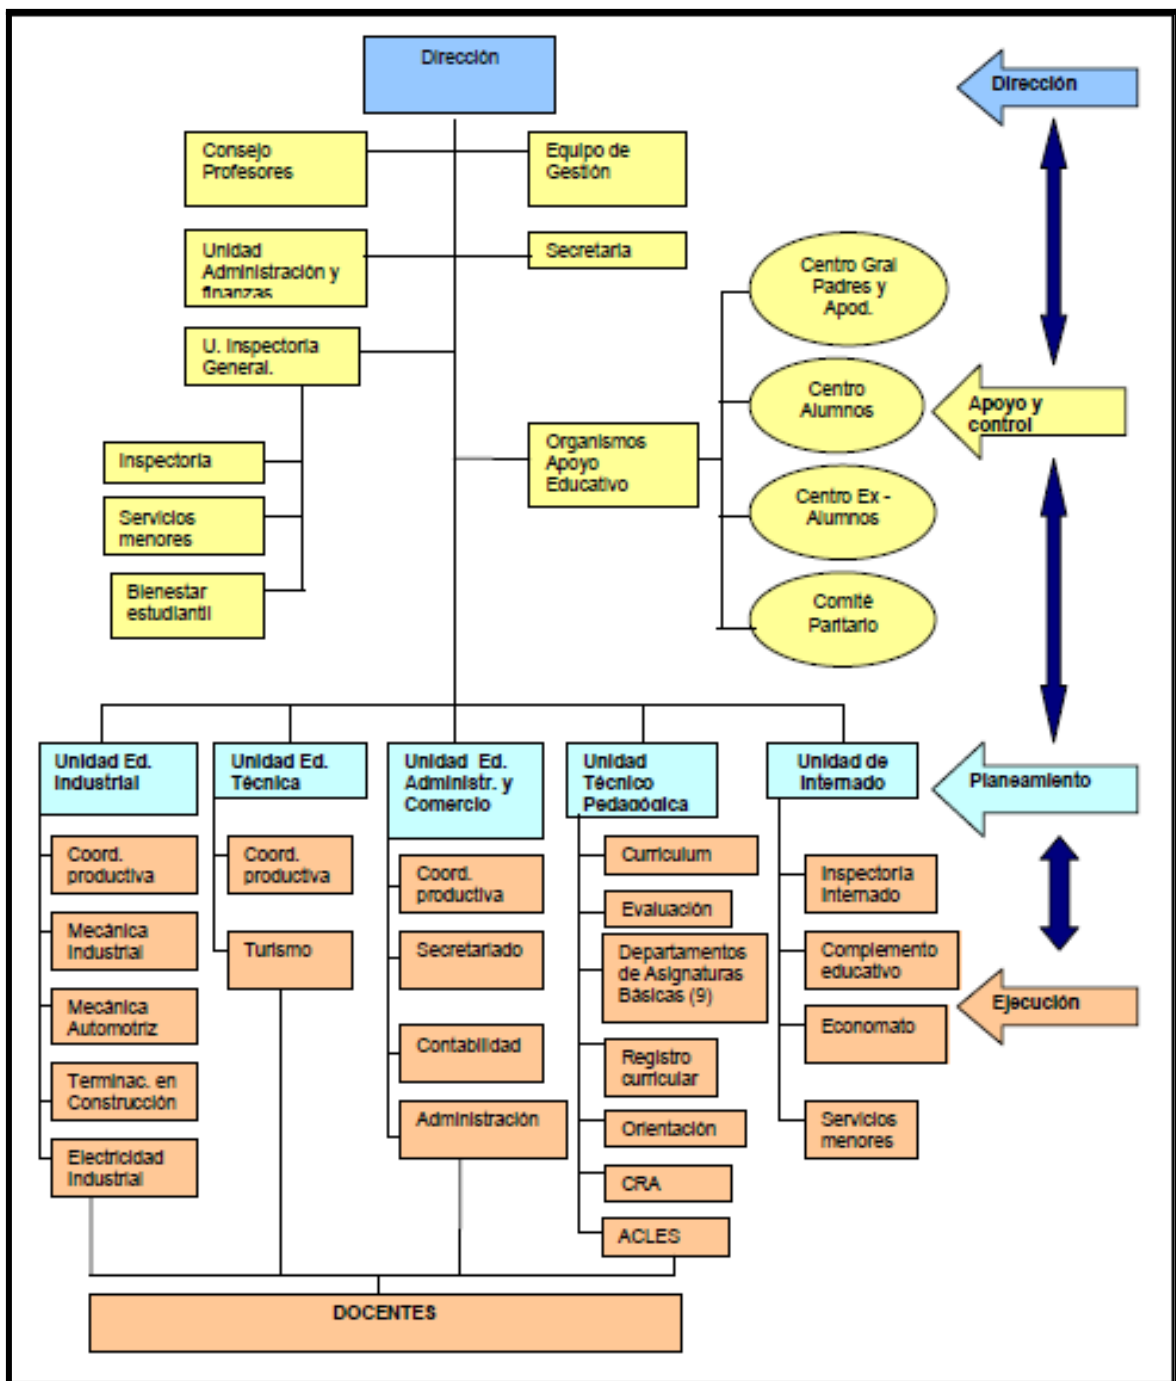 Dirección
Dirección
Consejo
Profesores
Equipo de
Gestión
Unidad
Administración y
finanzas
Secretaria
Centro Gral
Padres y
Apod.
U. Inspectoria
General.
Centro
Alumnos
Apoyo y
control
Organismos
Apoyo
Educativo
Inspectoria
Centro Ex -
Alumnos
Servicios
menores
Bienestar
estudiantil
Comité
Paritario
Unidad Ed.
Industrial
Unidad Ed.
Técnica
Unidad Ed.
Administr. y
Comercio
Unidad
Técnico
Pedagógica
Unidad de
Internado
Planeamiento
Coord.
productiva
Mecánica
Industrial
Mecánica
Automotriz
Terminac. en
Construcción
Electricidad
Industrial
Coord.
productiva
Turismo
Coord.
productiva
Secretariado
Contabilidad
Administración
Curriculum
Evaluación
Departamentos
de Asignaturas
Básicas (9)
Registro
curricular
Orientación
CRA
ACLES
Inspectoría
Internado
Complemento
educativo
Economato
Servicios
menores
Ejecución
DOCENTES